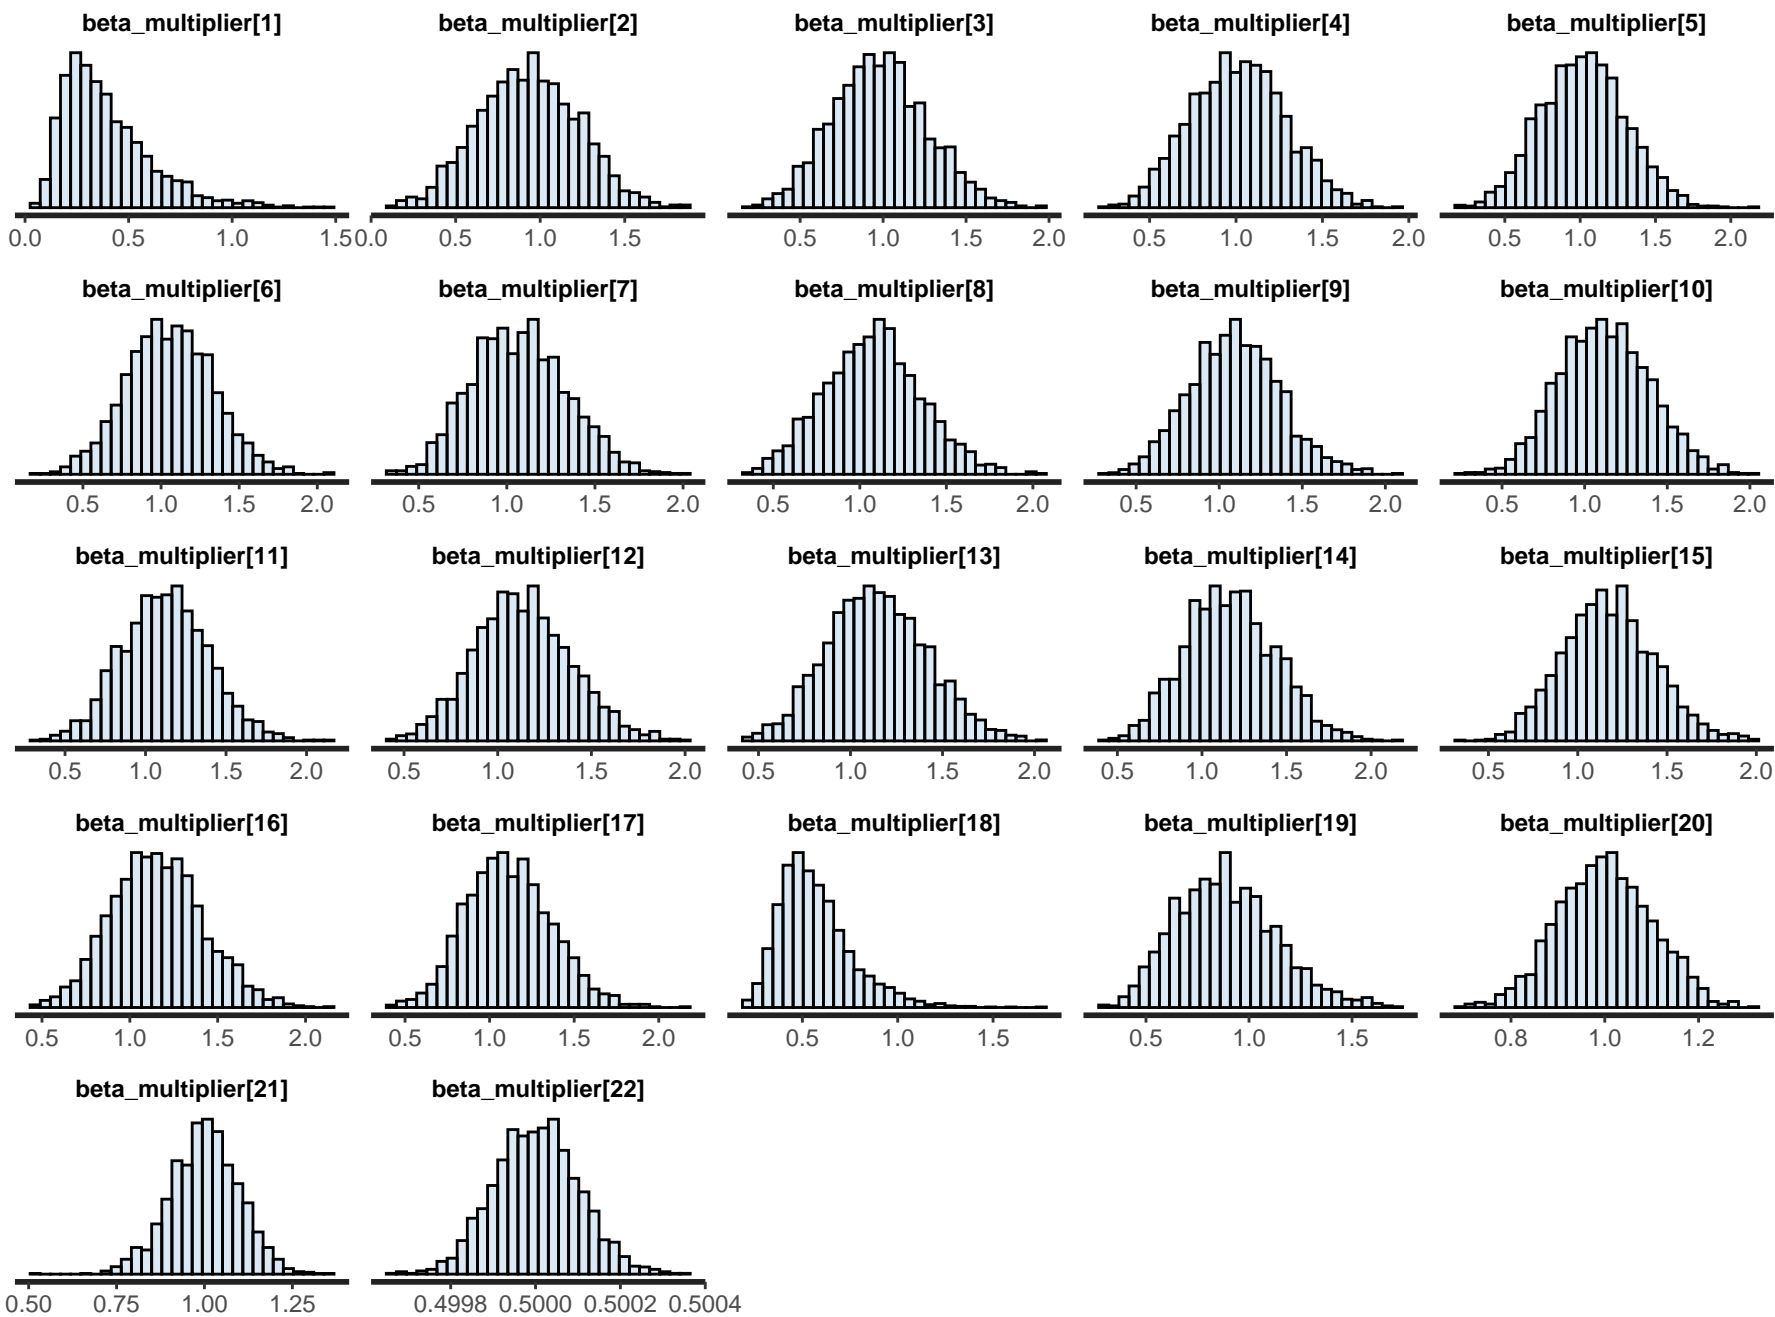 beta_multiplier[1] beta_multiplier[2] beta_multiplier[3] beta_multiplier[4] beta_multiplier[5]
0.0 0.5 1.0 1.5 0.0 0.5 1.0 1.5 0.5 1.0 1.5 2.0 0.5 1.0 1.5 2.0 0.5 1.0 1.5 2.0
beta_multiplier[6] beta_multiplier[7] beta_multiplier[8] beta_multiplier[9] beta_multiplier[10]
0.5 1.0 1.5 2.0 0.5 1.0 1.5 2.0 0.5 1.0 1.5 2.0 0.5 1.0 1.5 2.0 0.5 1.0 1.5 2.0
beta_multiplier[11] beta_multiplier[12] beta_multiplier[13] beta_multiplier[14] beta_multiplier[15]
0.5 1.0 1.5 2.0 0.5 1.0 1.5 2.0 0.5 1.0 1.5 2.0 0.5 1.0 1.5 2.0 0.5 1.0 1.5 2.0
beta_multiplier[16] beta_multiplier[17] beta_multiplier[18] beta_multiplier[19] beta_multiplier[20]
0.5 1.0 1.5 2.0 0.5 1.0 1.5 2.0 0.5 1.0 1.5 0.5 1.0 1.5 0.8 1.0 1.2
beta_multiplier[21] beta_multiplier[22]
0.50 0.75 1.00 1.25 0.4998 0.5000 0.5002 0.5004